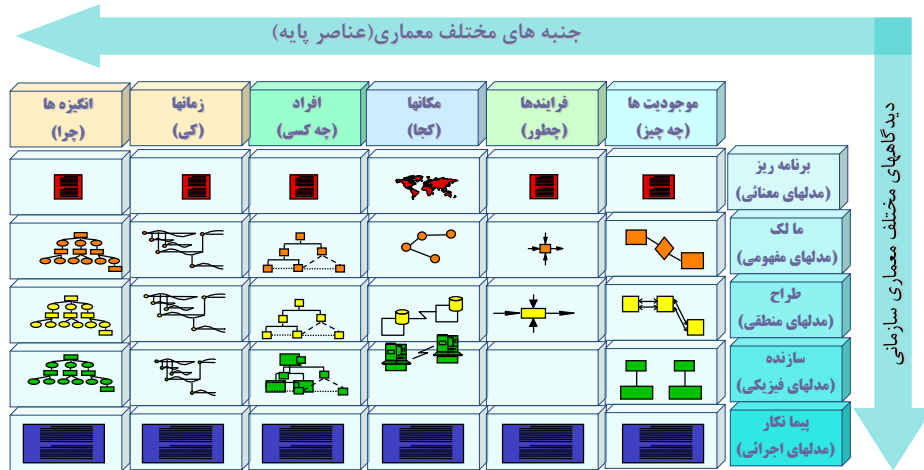 جنبه های مختلف معماری(عناصر پایه)
دیدگاههای مختلف معماری سازمانی
موجودیت ها
(چه چیز)
فرایندها
(چطور)
مکانها
(کجا)
افراد
(چه کسی)
زمانها
(کی)
انگیزه ها
(چرا)
برنامه ریز
(مدلهای معنائی)
ما لک
(مدلهای مفهومی)
طراح
(مدلهای منطقی)
سازنده
(مدلهای فیزیکی)
پیما نکار
(مدلهای اجرائی)